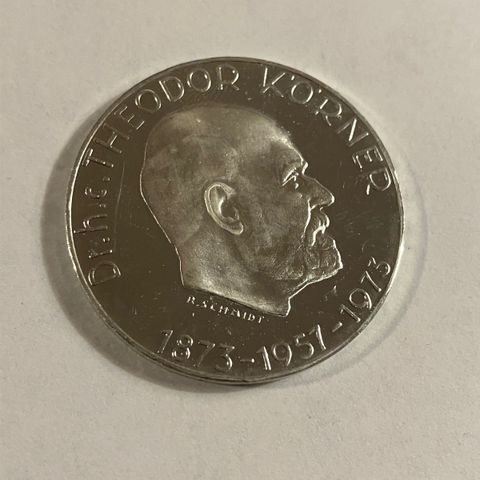 Dr.h.c. THEODOR KÖRNER
R. SCHMIDT
1873-1957-1973